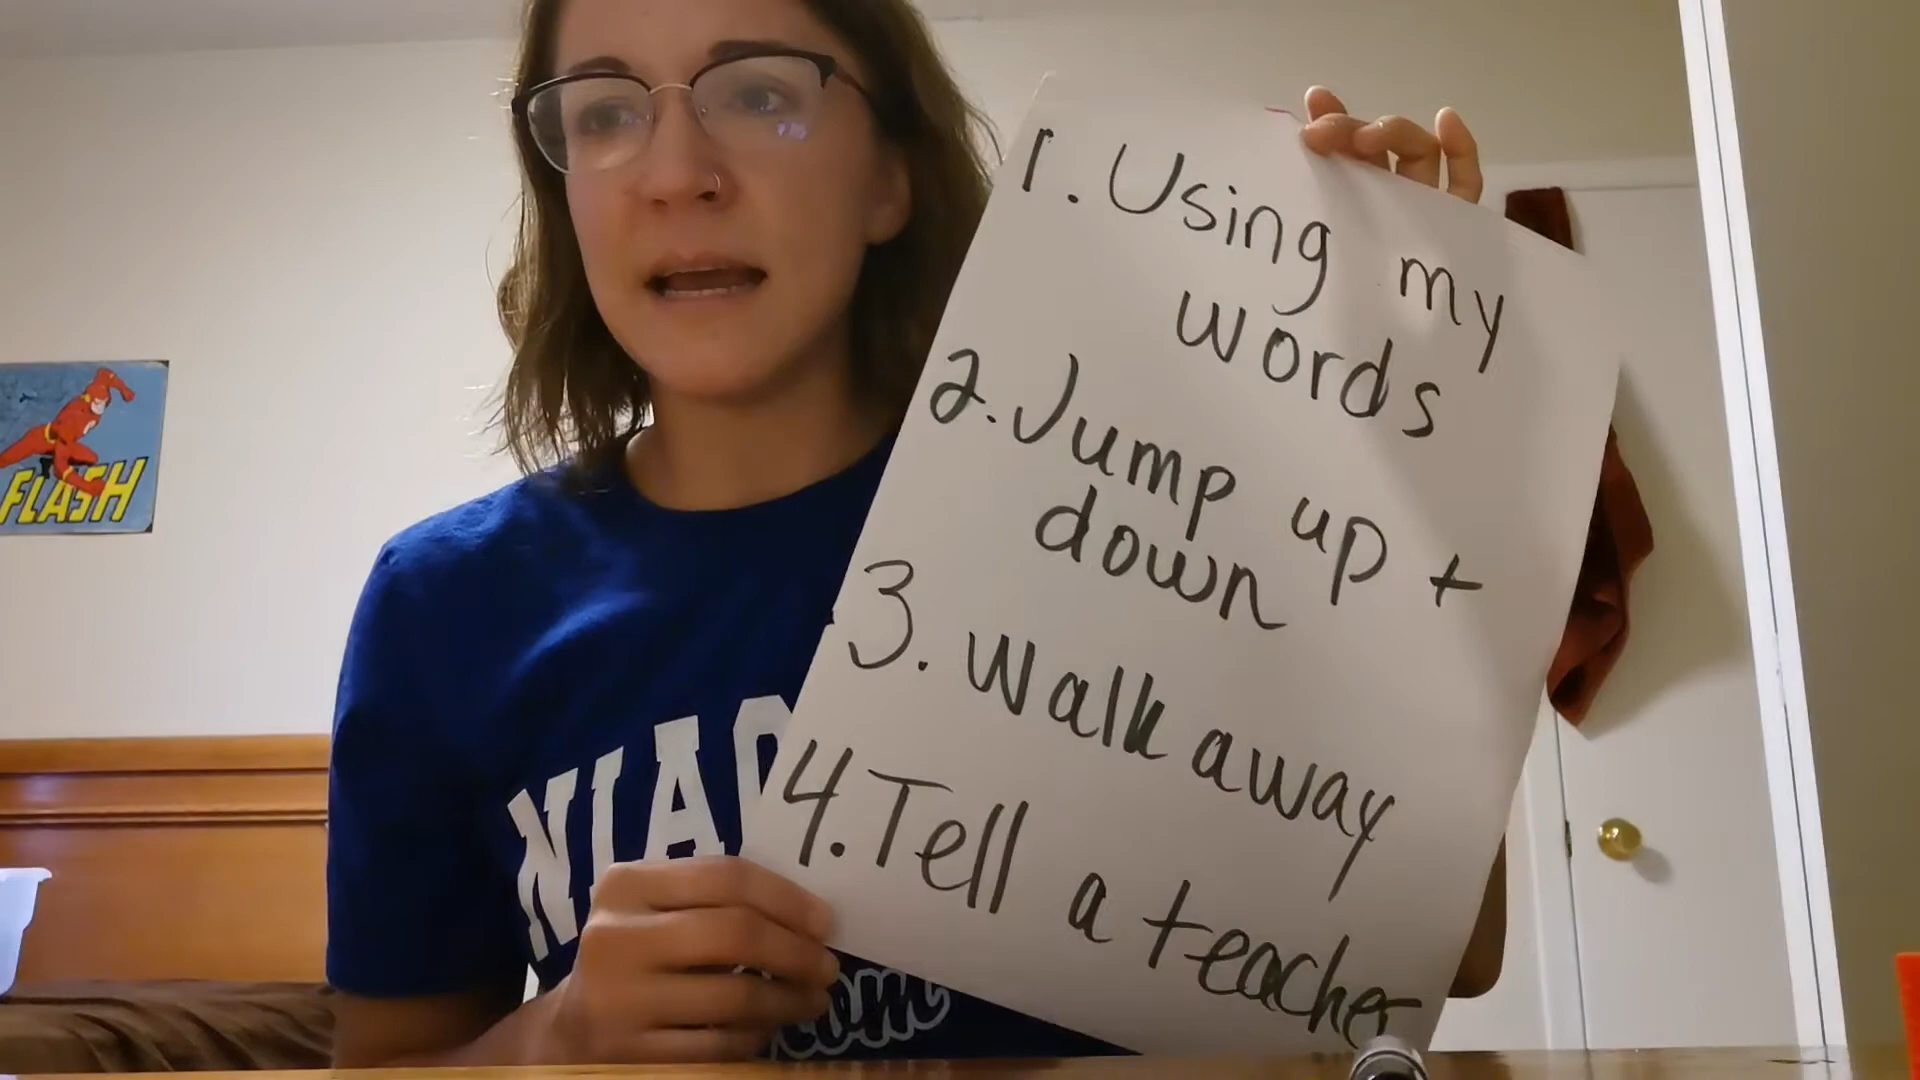 1. Using my
words
2. Jump up +
down
3. Walk away
4. Tell a teacher
FLASH